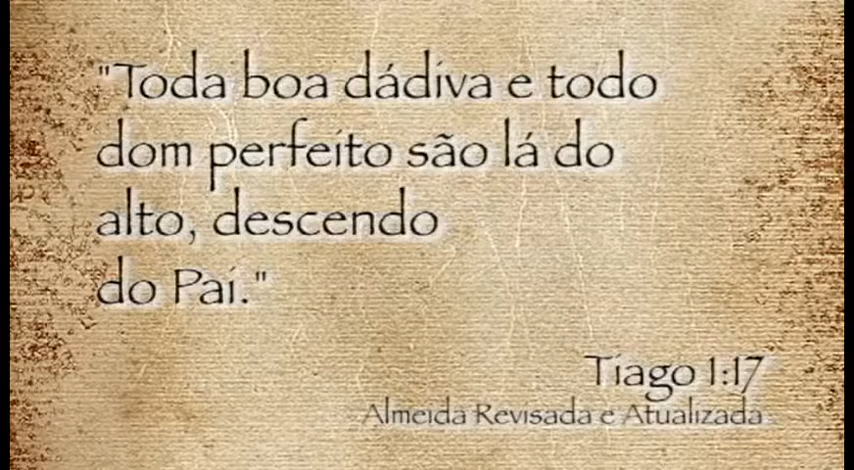 "Toda boa dádiva e todo
dom perfeito são lá do
alto, descendo
do Pai."
Tiago 1:17
Almeida Revisada e Atualizada